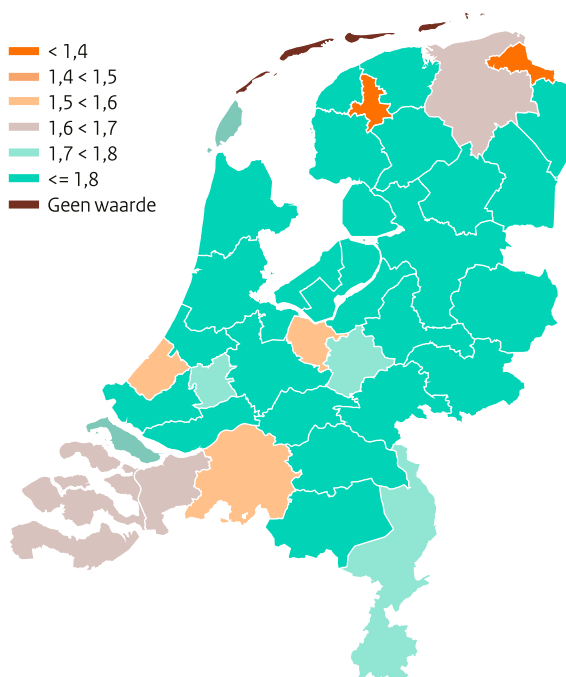 < 1,4
1,4 < 1,5
1,5 < 1,6
1,6 < 1,7
1,7 < 1,8
<= 1,8
Geen waarde